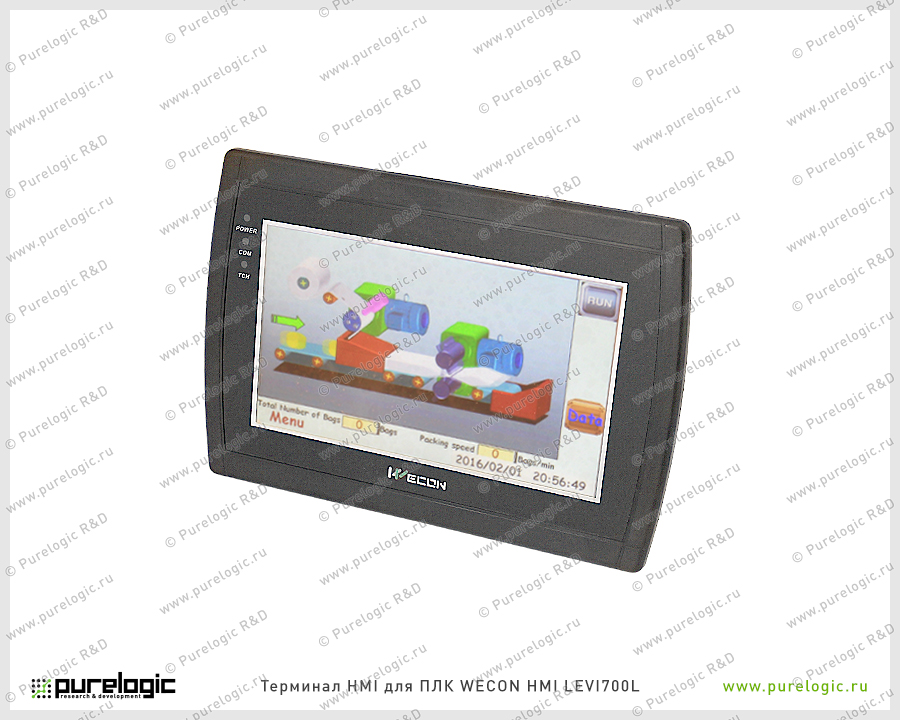 POWER
COM
RUN
Data
Total Number of Bags 0 Bags
Menu
Packing speed 0 Bags/min
2016/02/01 20:56:49
WECON
purelogic
research & development
Терминал HMI для ПЛК WECON HMI LEVI700L
www.purelogic.ru
© Purelogic R&D
www.purelogic.ru